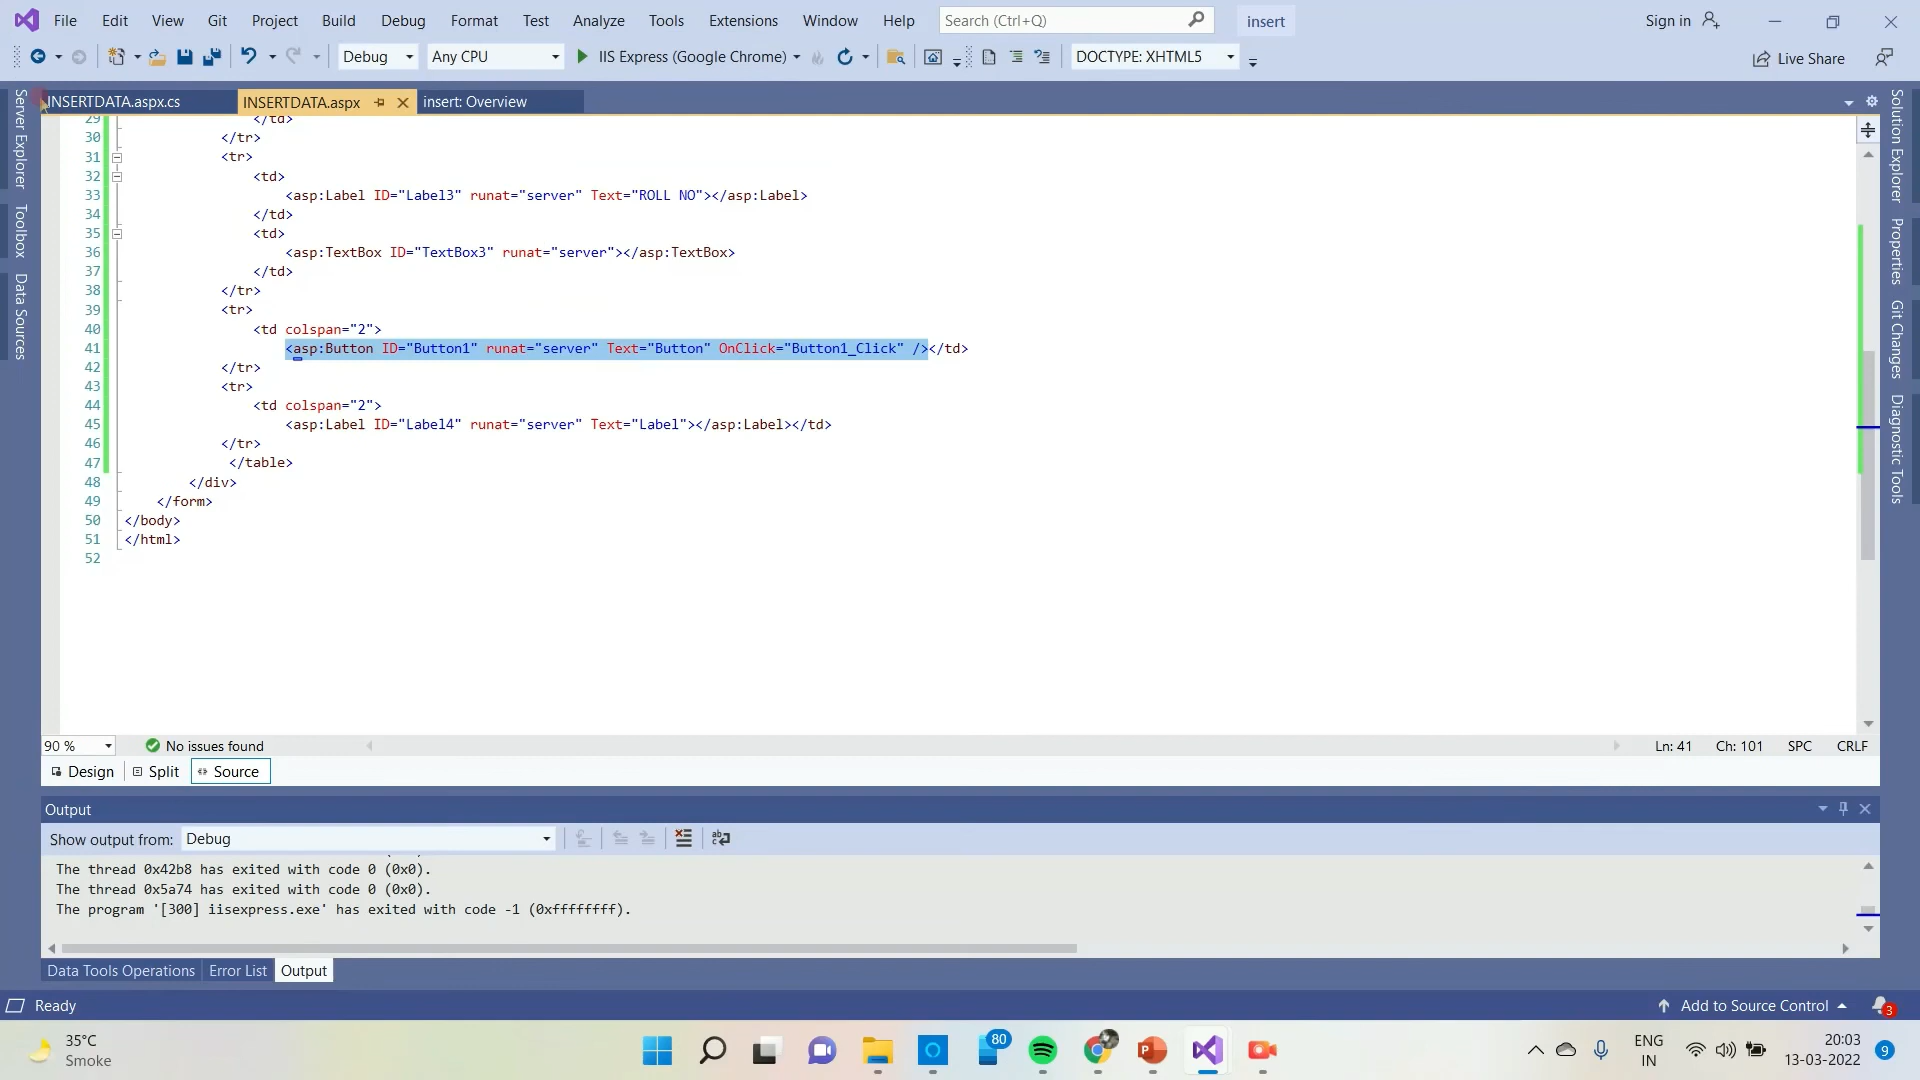 File Edit View Git Project Build Debug Format Test Analyze Tools Extensions Window Help Search (Ctrl+Q) insert Sign in
Debug Any CPU IIS Express (Google Chrome) DOCTYPE: XHTML5 Live Share
Server Explorer
Toolbox
Data Sources
INSERTDATA.aspx.cs INSERTDATA.aspx insert: Overview
Solution Explorer
Properties
Git Changes
Diagnostic Tools
29 </td>
30 </tr>
31 <tr>
32 <td>
33 <asp:Label ID="Label3" runat="server" Text="ROLL NO"></asp:Label>
34 </td>
35 <td>
36 <asp:TextBox ID="TextBox3" runat="server"></asp:TextBox>
37 </td>
38 </tr>
39 <tr>
40 <td colspan="2">
41 <asp:Button ID="Button1" runat="server" Text="Button" OnClick="Button1_Click" /></td>
42 </tr>
43 <tr>
44 <td colspan="2">
45 <asp:Label ID="Label4" runat="server" Text="Label"></asp:Label></td>
46 </tr>
47 </table>
48 </div>
49 </form>
50 </body>
51 </html>
52
90 % No issues found Ln: 41 Ch: 101 SPC CRLF
Design Split Source
Output
Show output from: Debug
The thread 0x42b8 has exited with code 0 (0x0).
The thread 0x5a74 has exited with code 0 (0x0).
The program '[300] iisexpress.exe' has exited with code -1 (0xffffffff).
Data Tools Operations Error List Output
Ready Add to Source Control 3
35°C
Smoke
80
ENG
IN
20:03
13-03-2022
9